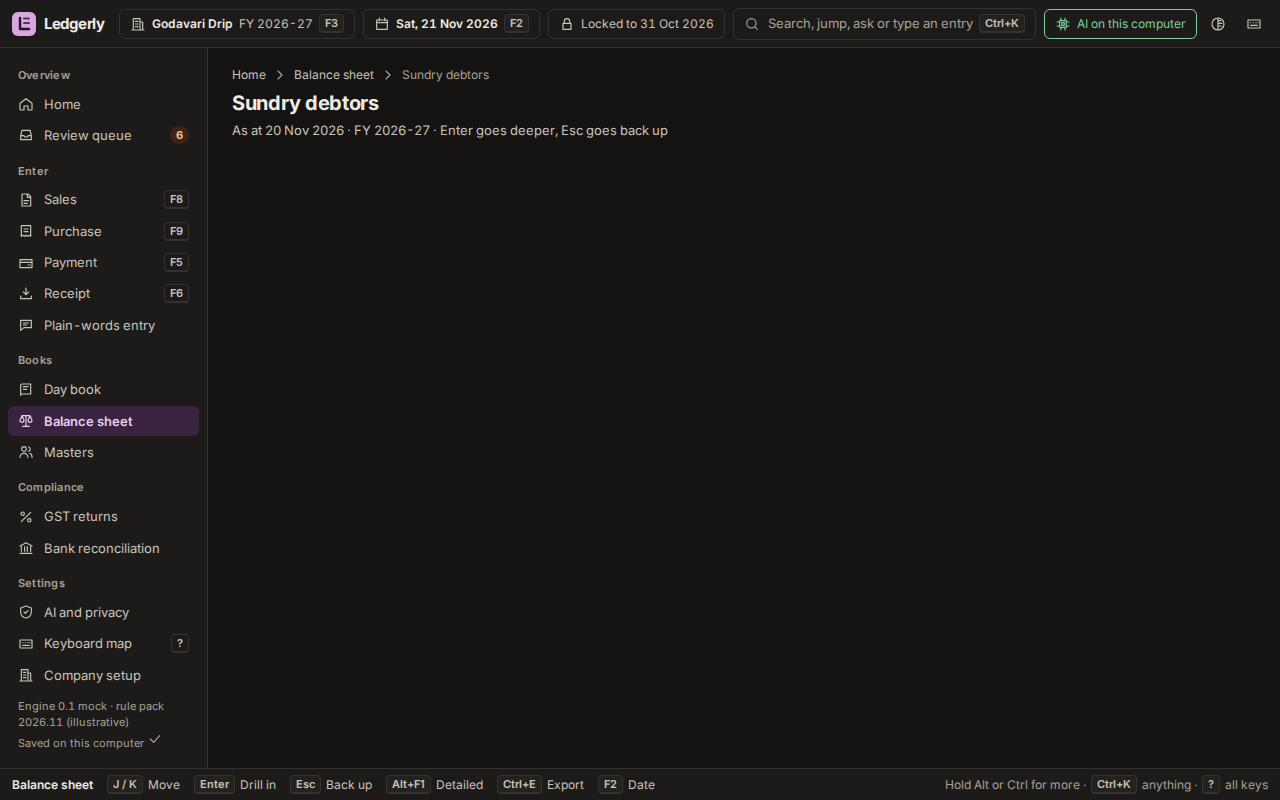 Ledgerly
Godavari Drip FY 2026-27 F3
Sat, 21 Nov 2026 F2
Locked to 31 Oct 2026
Search, jump, ask or type an entry Ctrl+K
AI on this computer
Overview
Home
Review queue 6
Enter
Sales F8
Purchase F9
Payment F5
Receipt F6
Plain-words entry
Books
Day book
Balance sheet
Masters
Compliance
GST returns
Bank reconciliation
Settings
AI and privacy
Keyboard map ?
Company setup
Engine 0.1 mock · rule pack
2026.11 (illustrative)
Saved on this computer
Home > Balance sheet > Sundry debtors
Sundry debtors
As at 20 Nov 2026 · FY 2026-27 · Enter goes deeper, Esc goes back up
Balance sheet J / K Move Enter Drill in Esc Back up Alt+F1 Detailed Ctrl+E Export F2 Date
Hold Alt or Ctrl for more · Ctrl+K anything · ? all keys